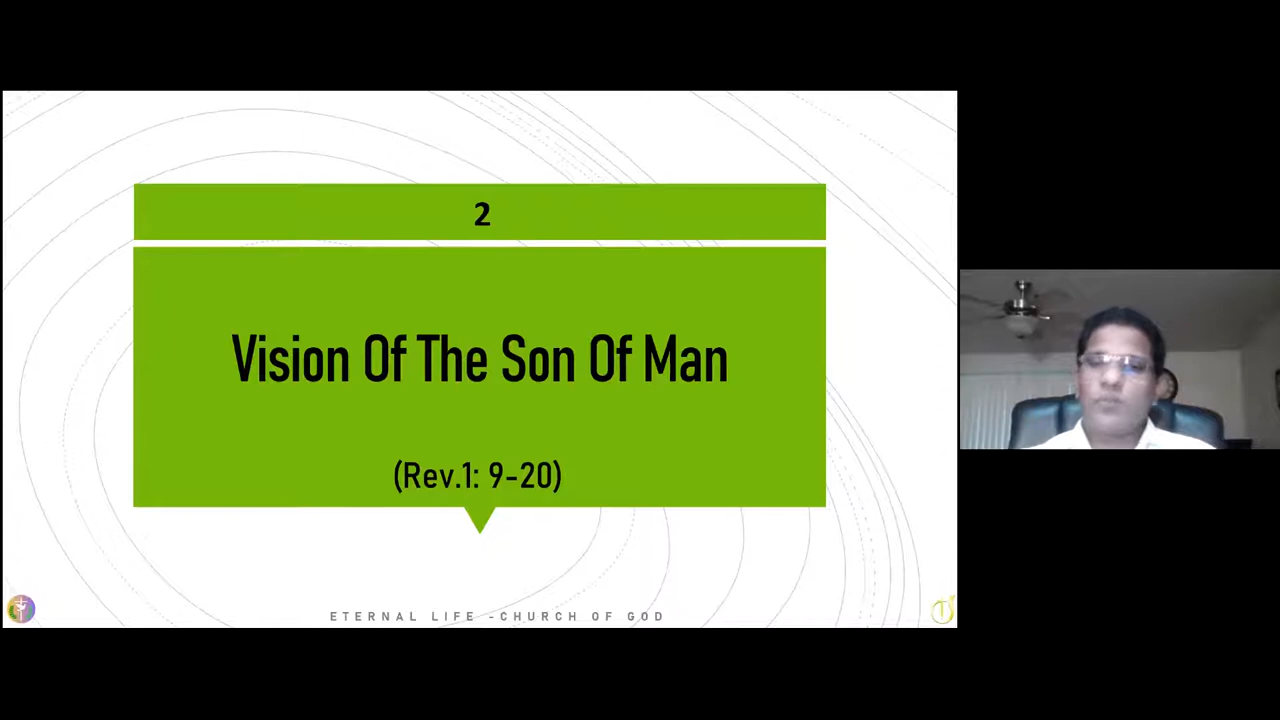 2
Vision Of The Son Of Man
(Rev.1: 9-20)
ETERNAL LIFE -CHURCH OF GOD